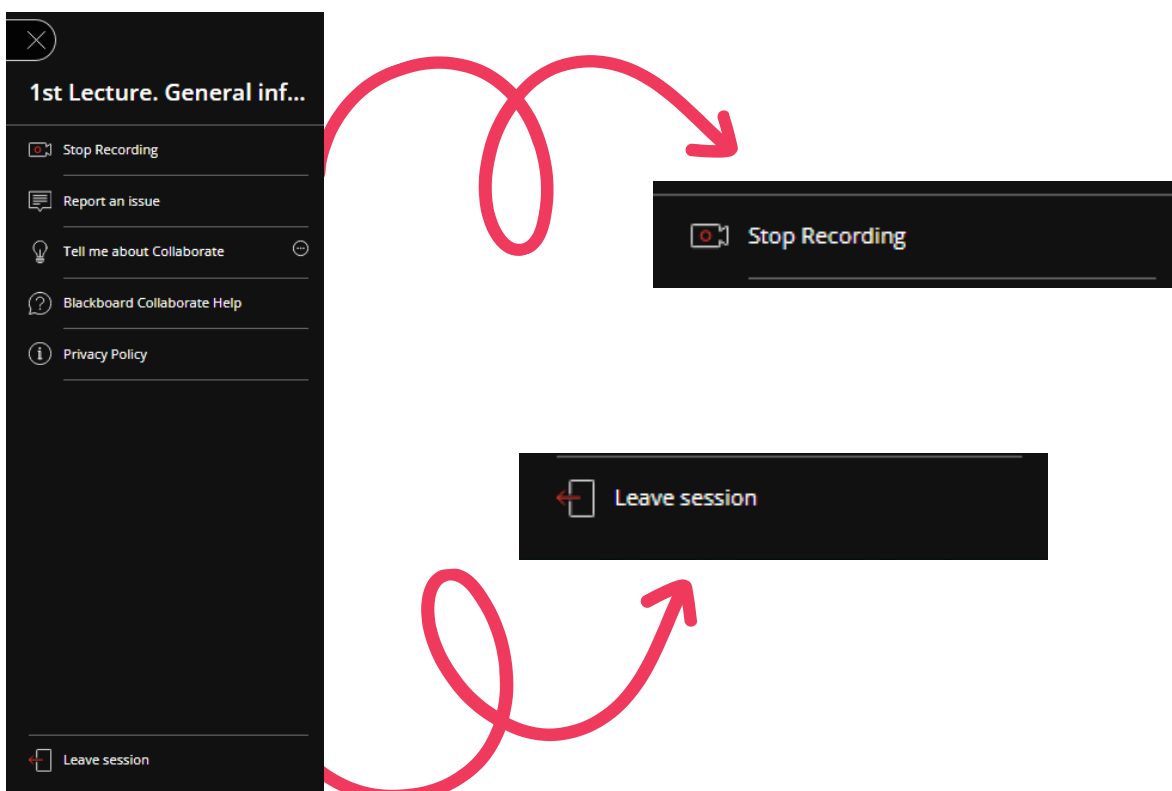 1st Lecture. General inf...
Stop Recording
Report an issue
Tell me about Collaborate
Blackboard Collaborate Help
Privacy Policy
Leave session
Stop Recording
Leave session